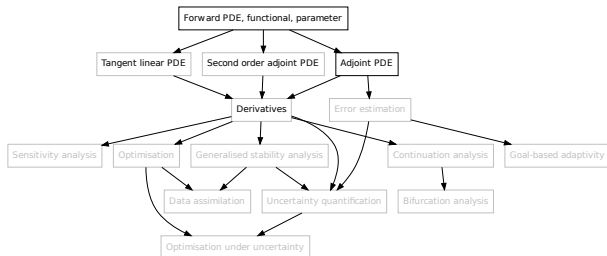 Forward PDE, functional, parameter
Tangent linear PDE
Second order adjoint PDE
Adjoint PDE
Derivatives
Error estimation
Sensitivity analysis
Optimisation
Generalised stability analysis
Continuation analysis
Goal-based adaptivity
Data assimilation
Uncertainty quantification
Bifurcation analysis
Optimisation under uncertainty